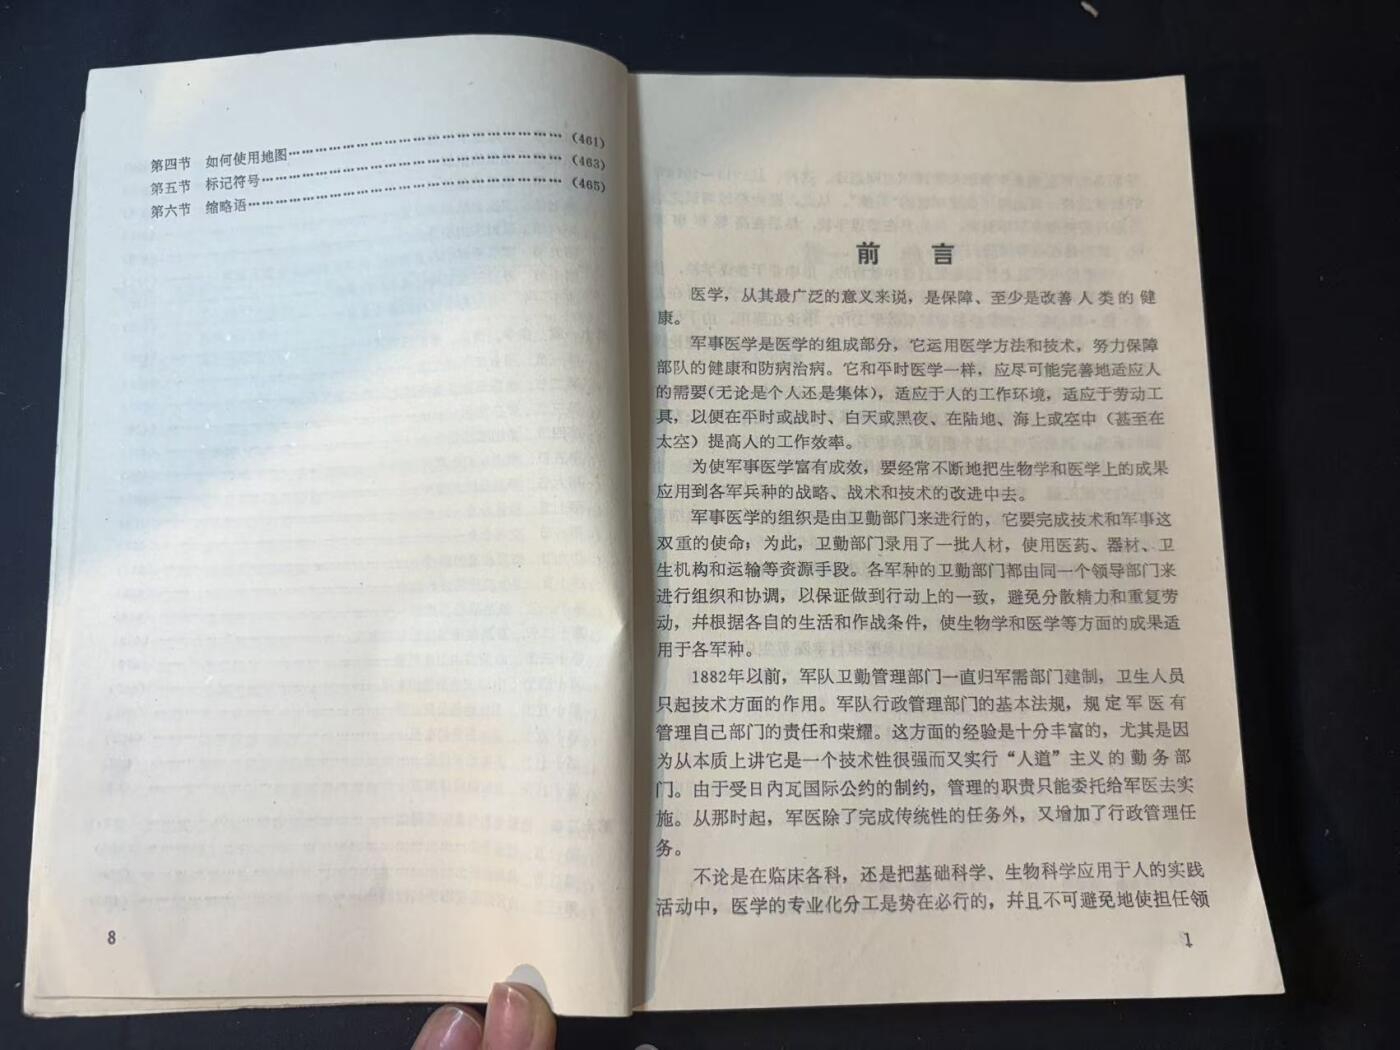 第四节 如何使用地图……………………………………………………(461)
第五节 标记符号…………………………………………………………(463)
第六节 缩略语……………………………………………………………(465)
8
前 言
医学，从其最广泛的意义来说，是保障、至少是改善人类的健
康。
军事医学是医学的组成部分，它运用医学方法和技术，努力保障
部队的健康和防病治病。它和平时医学一样，应尽可能完善地适应人
的需要(无论是个人还是集体)，适应于人的工作环境，适应于劳动工
具，以便在平时或战时、白天或黑夜、在陆地、海上或空中（甚至在
太空）提高人的工作效率。
为使军事医学富有成效，要经常不断地把生物学和医学上的成果
应用到各军兵种的战略、战术和技术的改进中去。
军事医学的组织是由卫勤部门来进行的，它要完成技术和军事这
双重的使命；为此，卫勤部门录用了一批人材，使用医药、器材、卫
生机构和运输等资源手段。各军种的卫勤部门都由同一个领导部门来
进行组织和协调，以保证做到行动上的一致，避免分散精力和重复劳
动，幷根据各自的生活和作战条件，使生物学和医学等方面的成果适
用于各军种。
1882年以前，军队卫勤管理部门一直归军需部门建制，卫生人员
只起技术方面的作用。军队行政管理部门的基本法规，规定军医有
管理自己部门的责任和荣耀。这方面的经验是十分丰富的，尤其是因
为从本质上讲它是一个技术性很强而又实行“人道”主义的勤务部
门。由于受日内瓦国际公约的制约，管理的职责只能委托给军医去实
施。从那时起，军医除了完成传统性的任务外，又增加了行政管理任
务。
不论是在临床各科，还是把基础科学、生物科学应用于人的实践
活动中，医学的专业化分工是势在必行的，幷且不可避免地使担任领
1